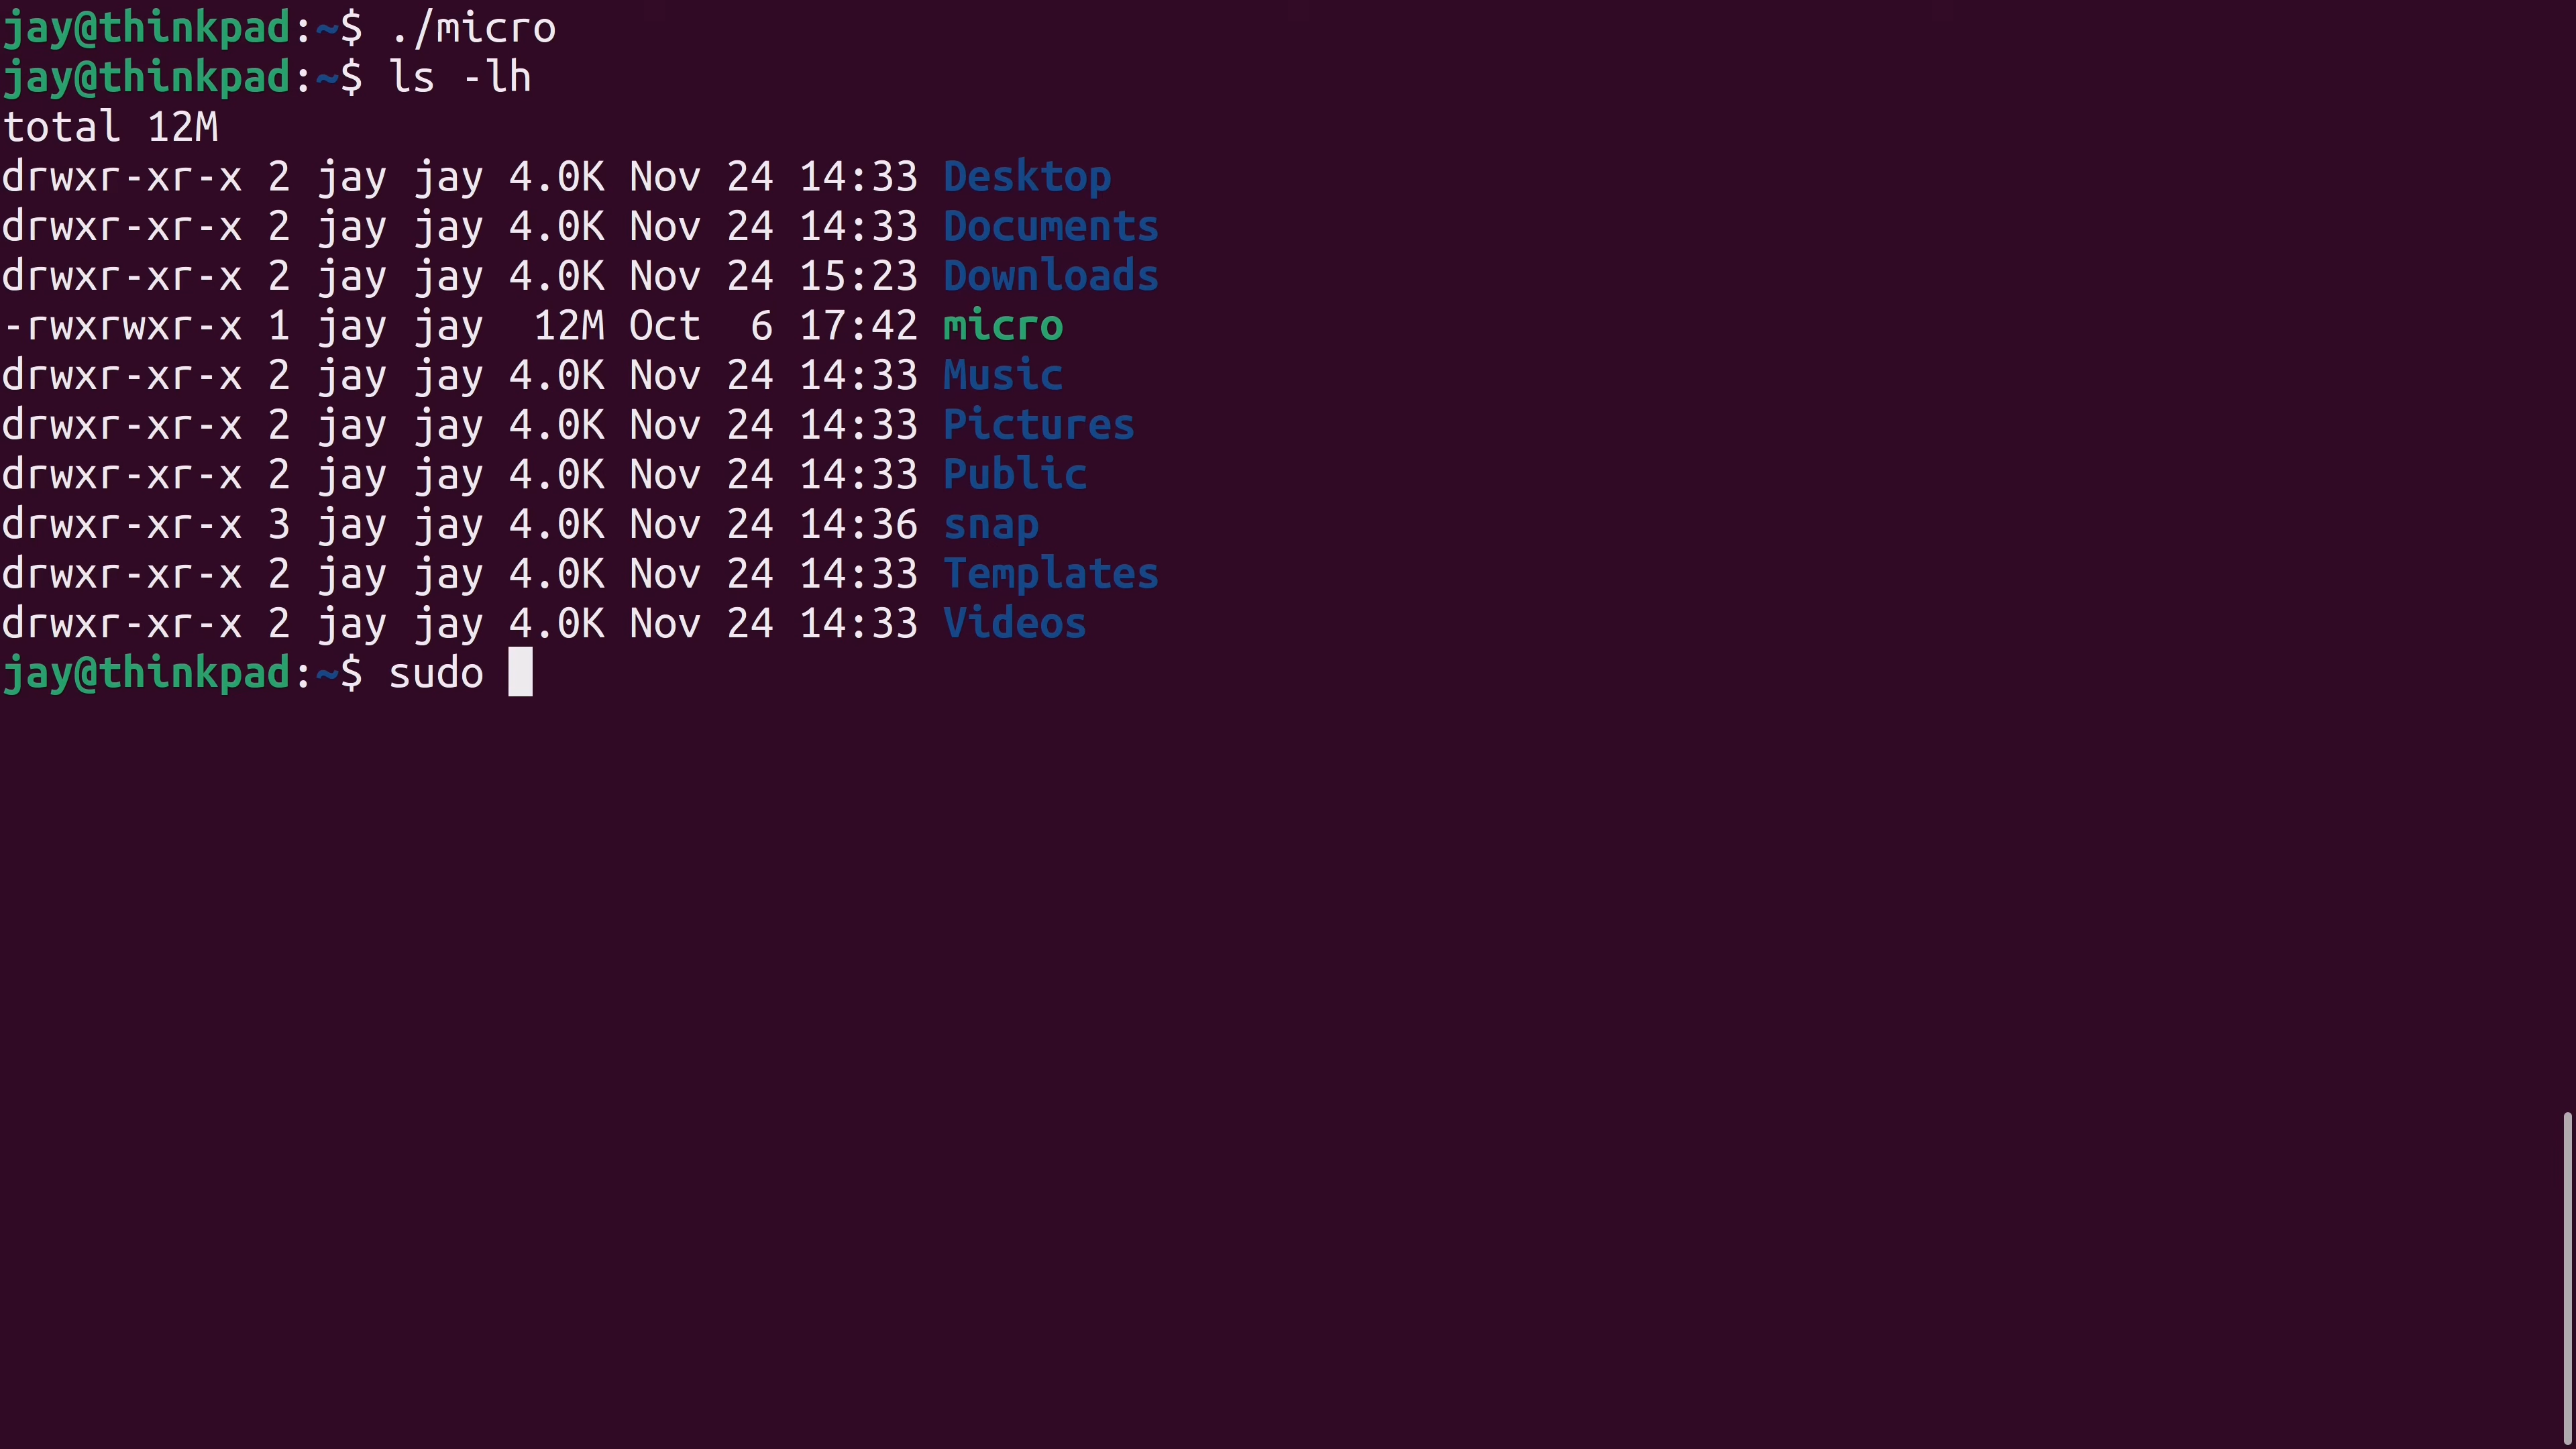 jay@thinkpad:~$ ./micro
jay@thinkpad:~$ ls -lh
total 12M
drwxr-xr-x 2 jay jay 4.0K Nov 24 14:33 Desktop
drwxr-xr-x 2 jay jay 4.0K Nov 24 14:33 Documents
drwxr-xr-x 2 jay jay 4.0K Nov 24 15:23 Downloads
-rwxrwxr-x 1 jay jay  12M Oct  6 17:42 micro
drwxr-xr-x 2 jay jay 4.0K Nov 24 14:33 Music
drwxr-xr-x 2 jay jay 4.0K Nov 24 14:33 Pictures
drwxr-xr-x 2 jay jay 4.0K Nov 24 14:33 Public
drwxr-xr-x 3 jay jay 4.0K Nov 24 14:36 snap
drwxr-xr-x 2 jay jay 4.0K Nov 24 14:33 Templates
drwxr-xr-x 2 jay jay 4.0K Nov 24 14:33 Videos
jay@thinkpad:~$ sudo